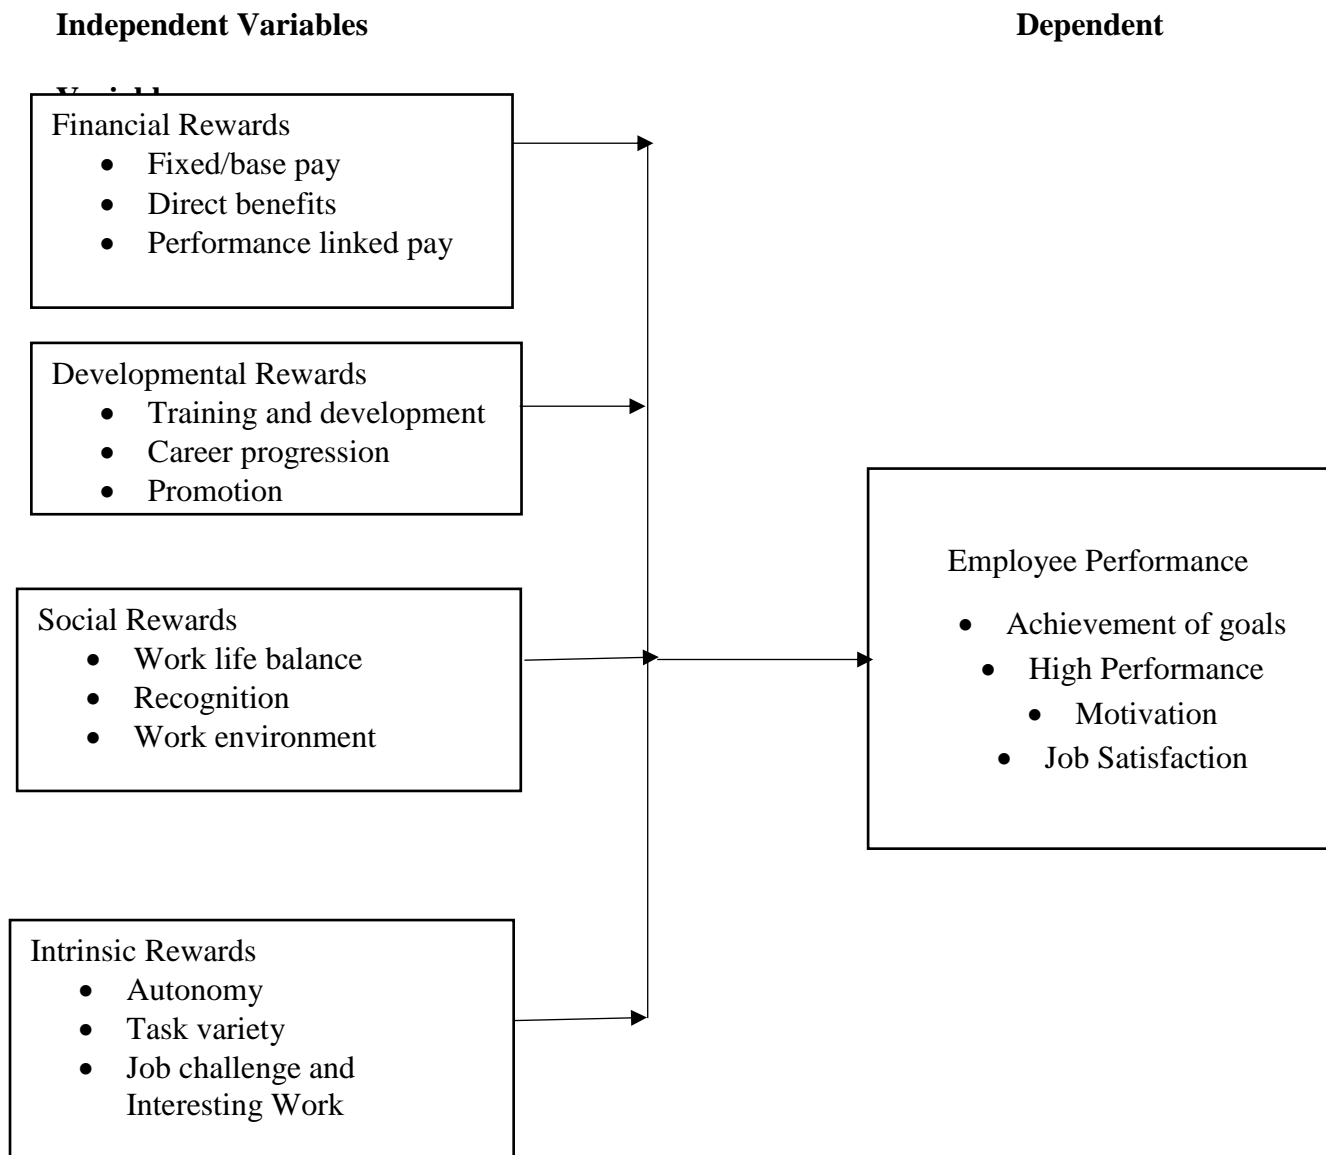 Independent Variables Dependent
Financial Rewards
• Fixed/base pay
• Direct benefits
• Performance linked pay
Developmental Rewards
• Training and development
• Career progression
• Promotion
Social Rewards
• Work life balance
• Recognition
• Work environment
Intrinsic Rewards
• Autonomy
• Task variety
• Job challenge and
Interesting Work
Employee Performance
• Achievement of goals
• High Performance
• Motivation
• Job Satisfaction